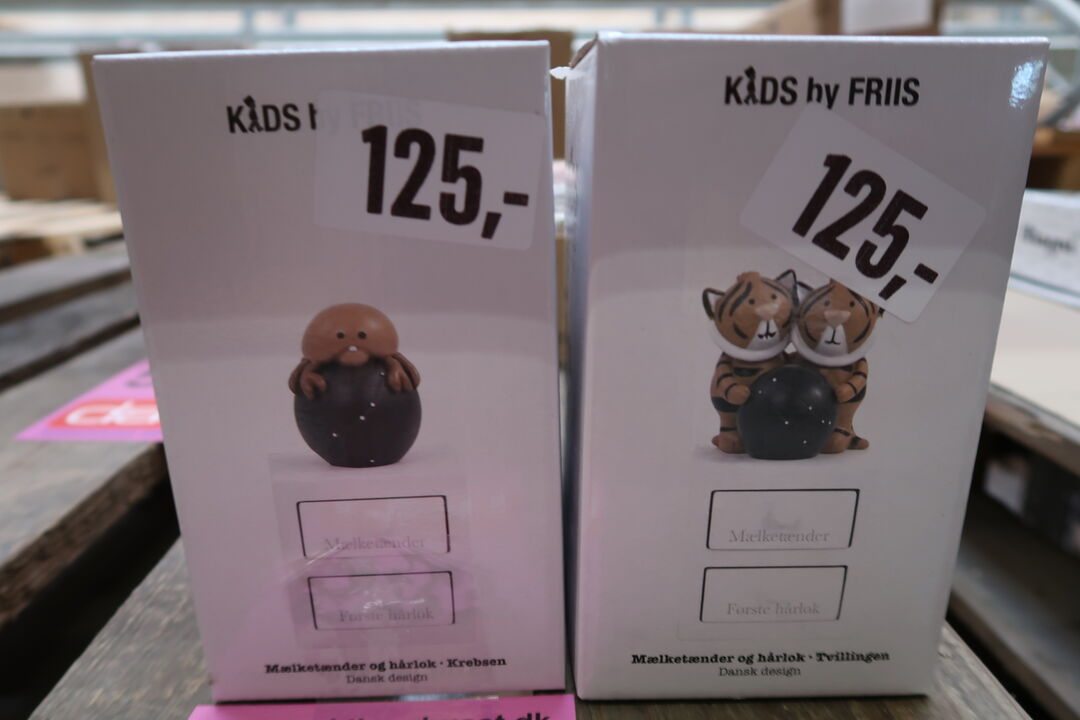 KIDS by FRIIS
125,-
Mælketænder
Første hårlok
Mælketænder og hårlok · Krebsen
Dansk design
KIDS by FRIIS
125,-
Mælketænder
Første hårlok
Mælketænder og hårlok · Tvillingen
Dansk design